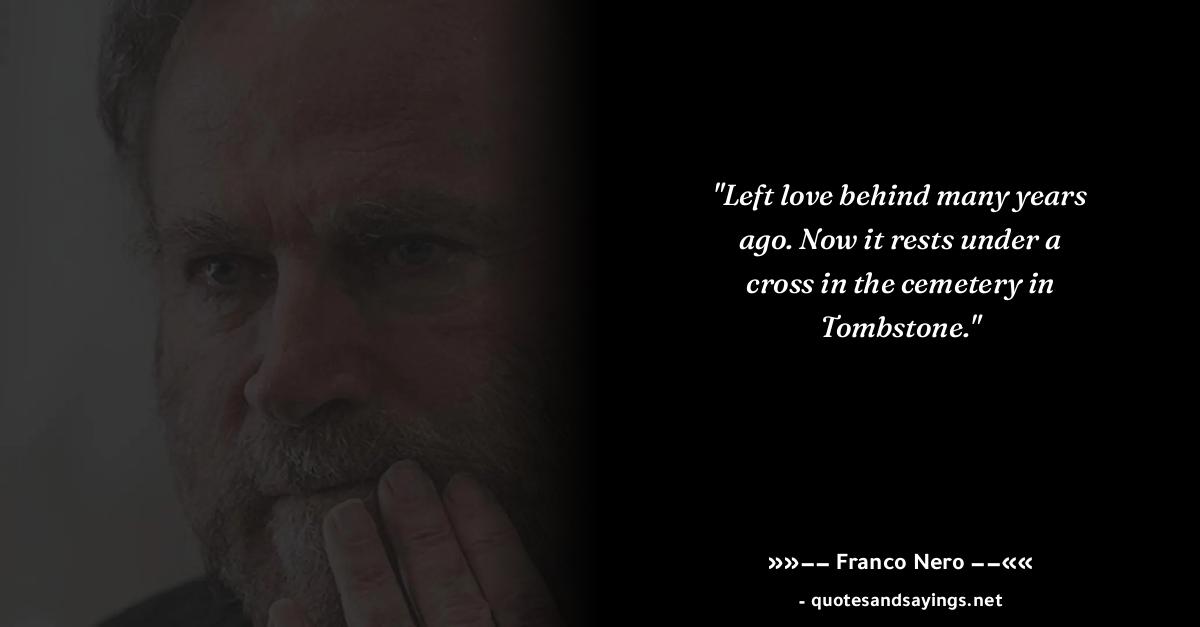 "Left love behind many years
ago. Now it rests under a
cross in the cemetery in
Tombstone."
»»−− Franco Nero −−««
- quotesandsayings.net